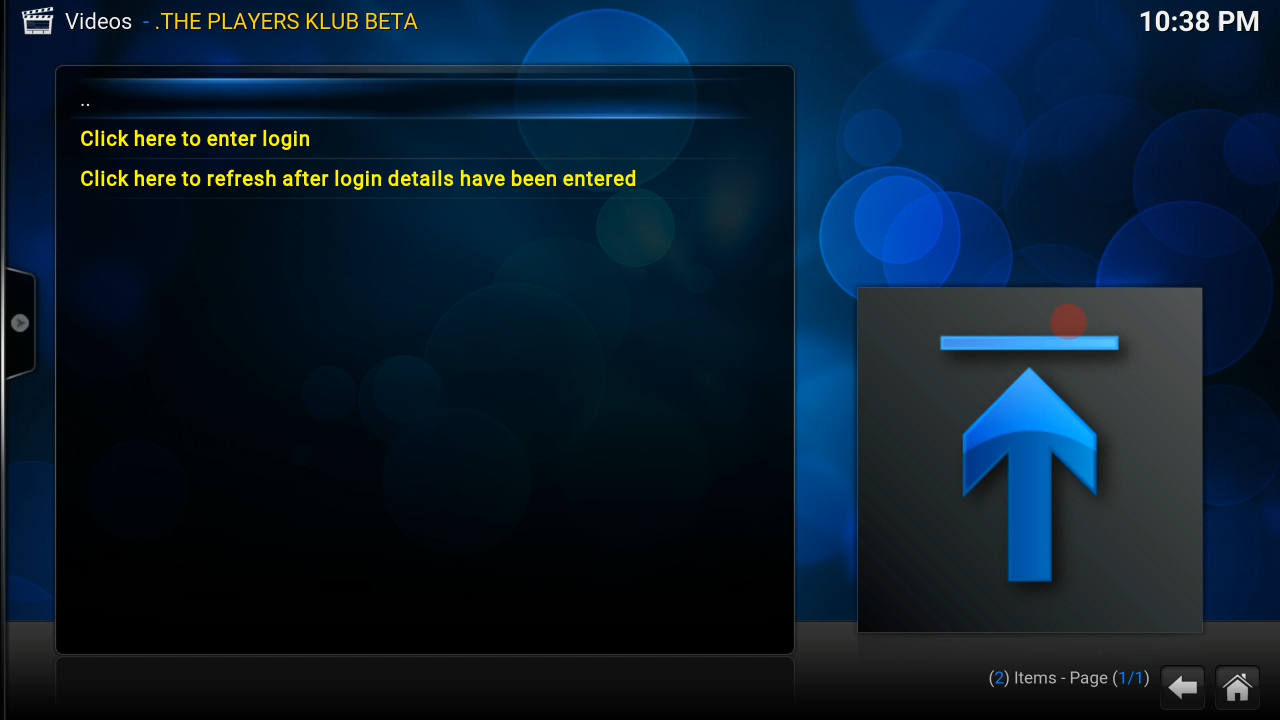 Videos - .THE PLAYERS KLUB BETA
10:38 PM
..
Click here to enter login
Click here to refresh after login details have been entered
(2) Items - Page (1/1)